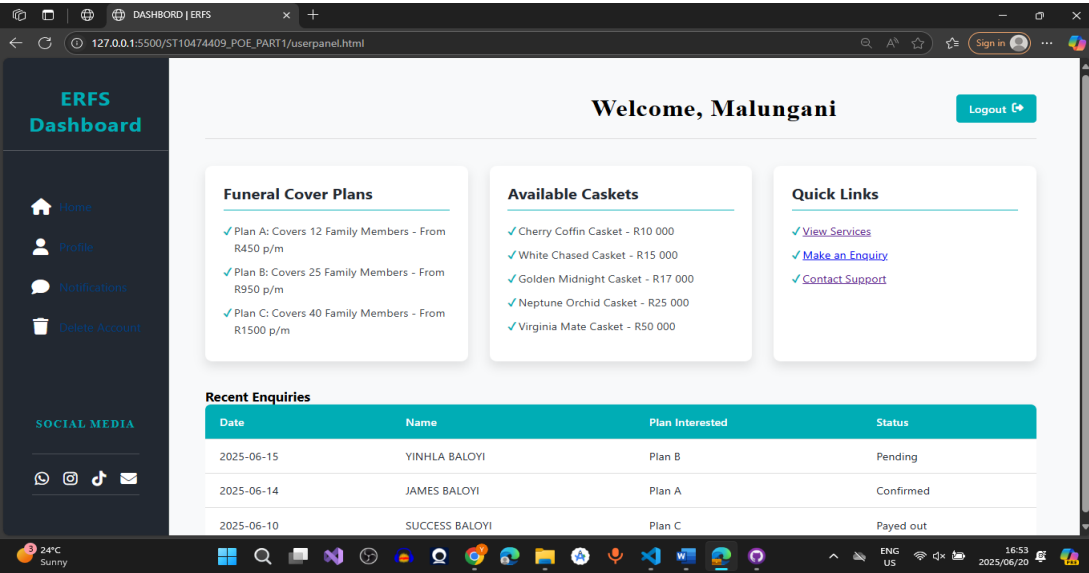 DASHBORD | ERFS
127.0.0.1:5500/ST10474409_POE_PART1/userpanel.html
Sign in
ERFS
Dashboard
Home
Profile
Notifications
Delete Account
SOCIAL MEDIA
Welcome, Malungani
Logout
Funeral Cover Plans
Plan A: Covers 12 Family Members - From
R450 p/m
Plan B: Covers 25 Family Members - From
R950 p/m
Plan C: Covers 40 Family Members - From
R1500 p/m
Available Caskets
Cherry Coffin Casket - R10 000
White Chased Casket - R15 000
Golden Midnight Casket - R17 000
Neptune Orchid Casket - R25 000
Virginia Mate Casket - R50 000
Quick Links
View Services
Make an Enquiry
Contact Support
Recent Enquiries
Date Name Plan Interested Status
2025-06-15 YINHLA BALOYI Plan B Pending
2025-06-14 JAMES BALOYI Plan A Confirmed
2025-06-10 SUCCESS BALOYI Plan C Payed out
3
24°C
Sunny
ENG
US
16:53
2025/06/20